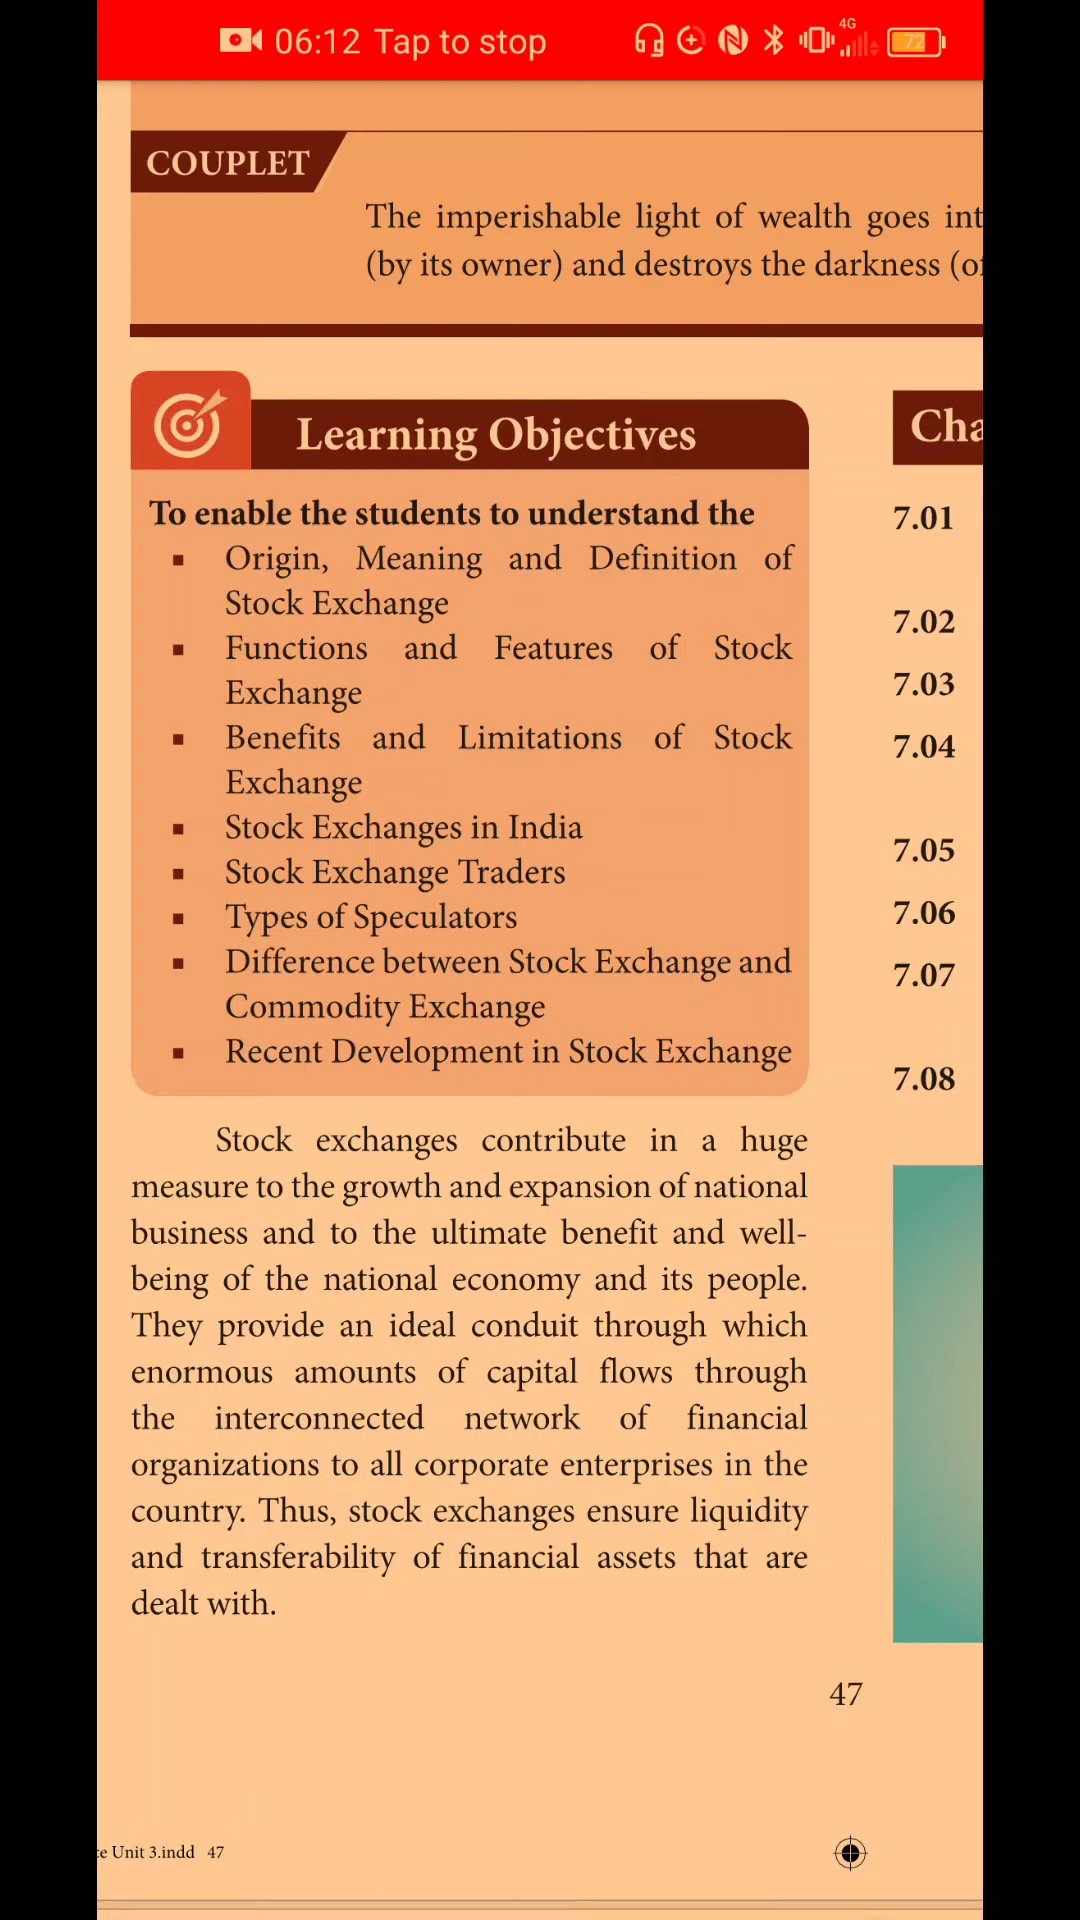 06:12 Tap to stop
4G
72
COUPLET
The imperishable light of wealth goes
(by its owner) and destroys the darkness
Learning Objectives
To enable the students to understand the
▪ Origin, Meaning and Definition of
Stock Exchange
▪ Functions and Features of Stock
Exchange
▪ Benefits and Limitations of Stock
Exchange
▪ Stock Exchanges in India
▪ Stock Exchange Traders
▪ Types of Speculators
▪ Difference between Stock Exchange and
Commodity Exchange
▪ Recent Development in Stock Exchange
Stock exchanges contribute in a huge
measure to the growth and expansion of national
business and to the ultimate benefit and well-
being of the national economy and its people.
They provide an ideal conduit through which
enormous amounts of capital flows through
the interconnected network of financial
organizations to all corporate enterprises in the
country. Thus, stock exchanges ensure liquidity
and transferability of financial assets that are
dealt with.
7.01
7.02
7.03
7.04
7.05
7.06
7.07
7.08
47
Unit 3.indd 47